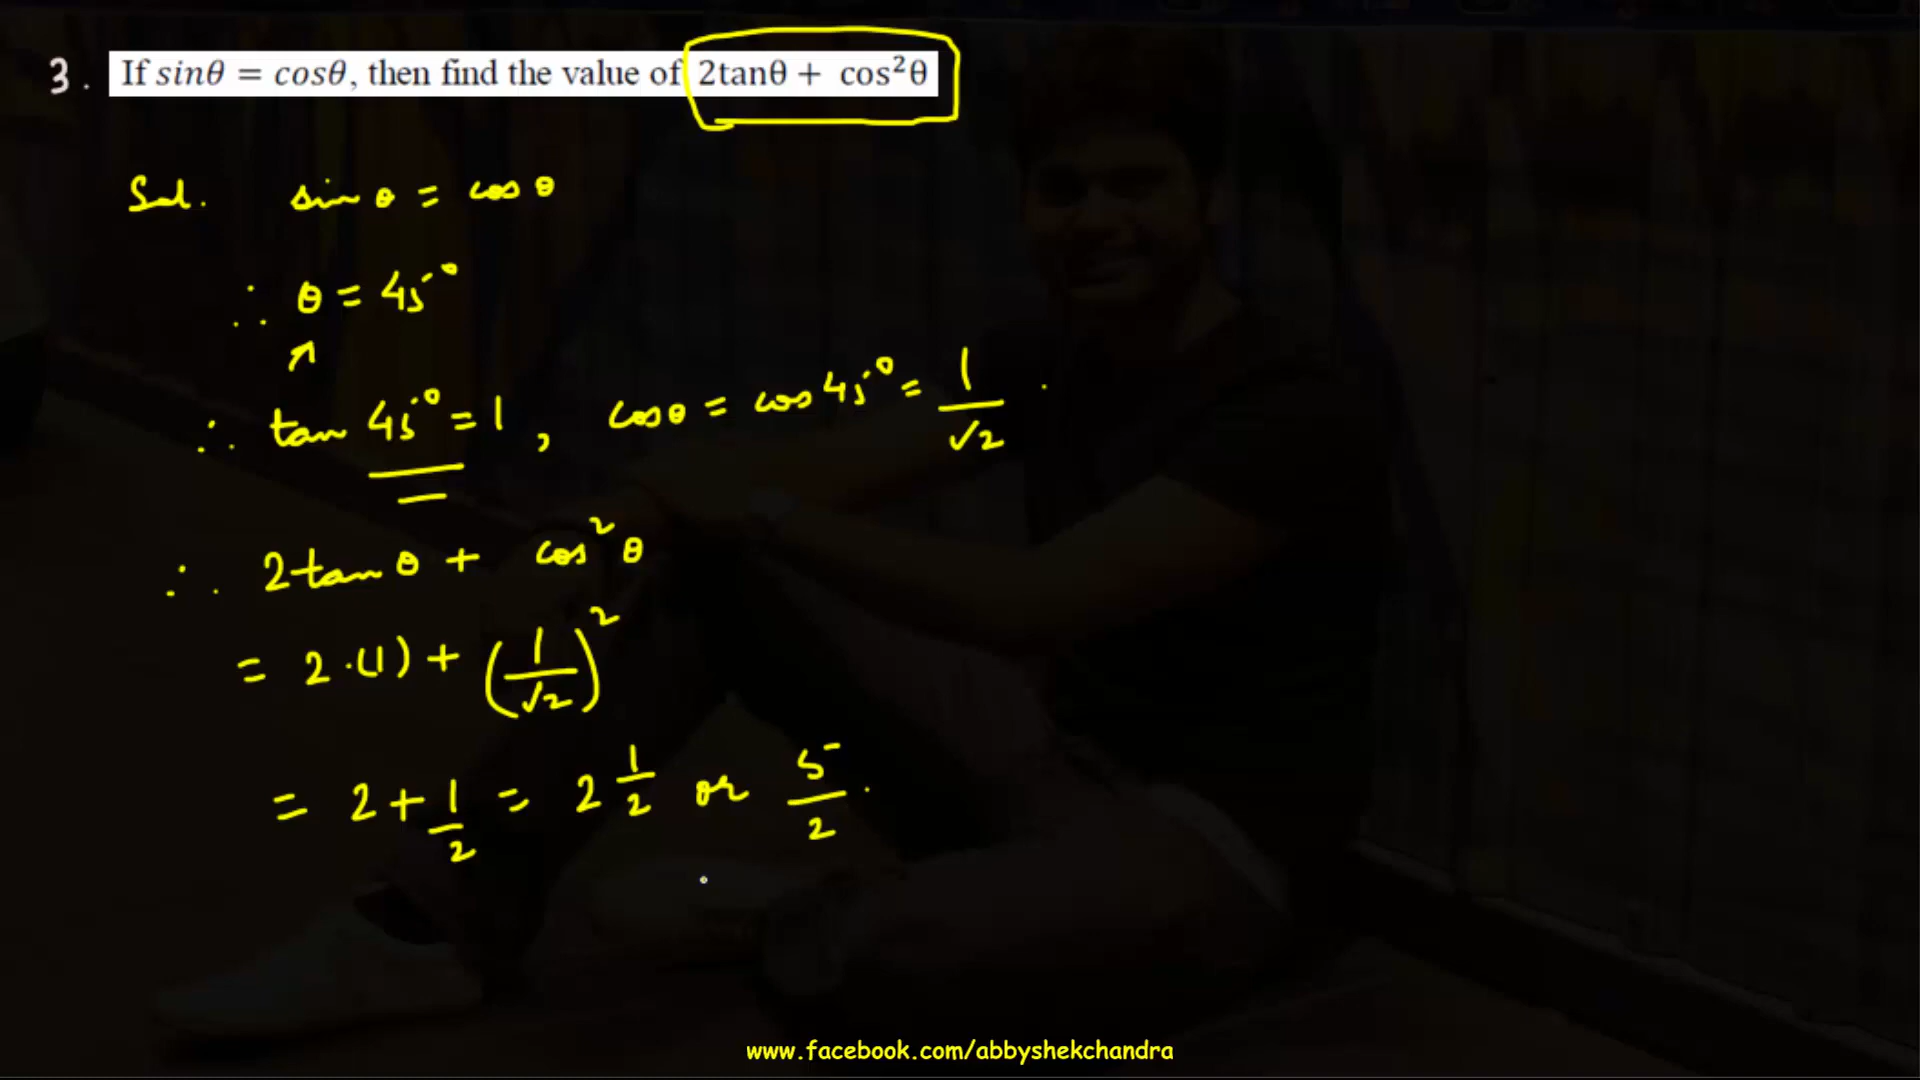 3. If sinθ = cosθ, then find the value of 2tanθ + cos²θ
Sol. sin θ = cos θ
∴ θ = 45°
∴ tan 45° = 1 , cosθ = cos 45° = 1/√2 .
∴ 2tan θ + cos² θ
= 2·(1) + (1/√2)²
= 2 + 1/2 = 2 1/2 or 5/2 .
www.facebook.com/abbyshekchandra